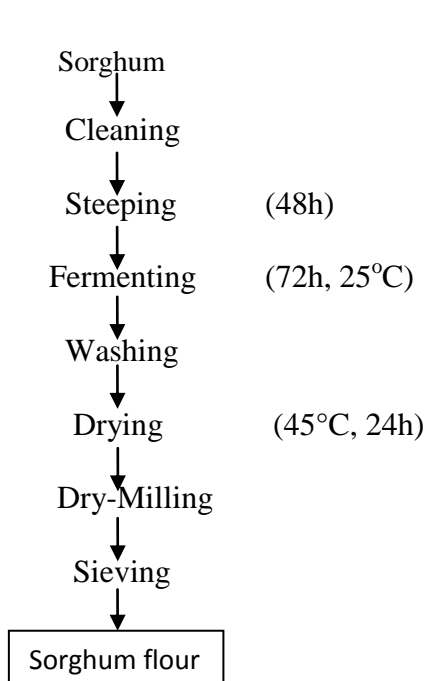 Sorghum
Cleaning
Steeping (48h)
Fermenting (72h, 25°C)
Washing
Drying (45°C, 24h)
Dry-Milling
Sieving
Sorghum flour